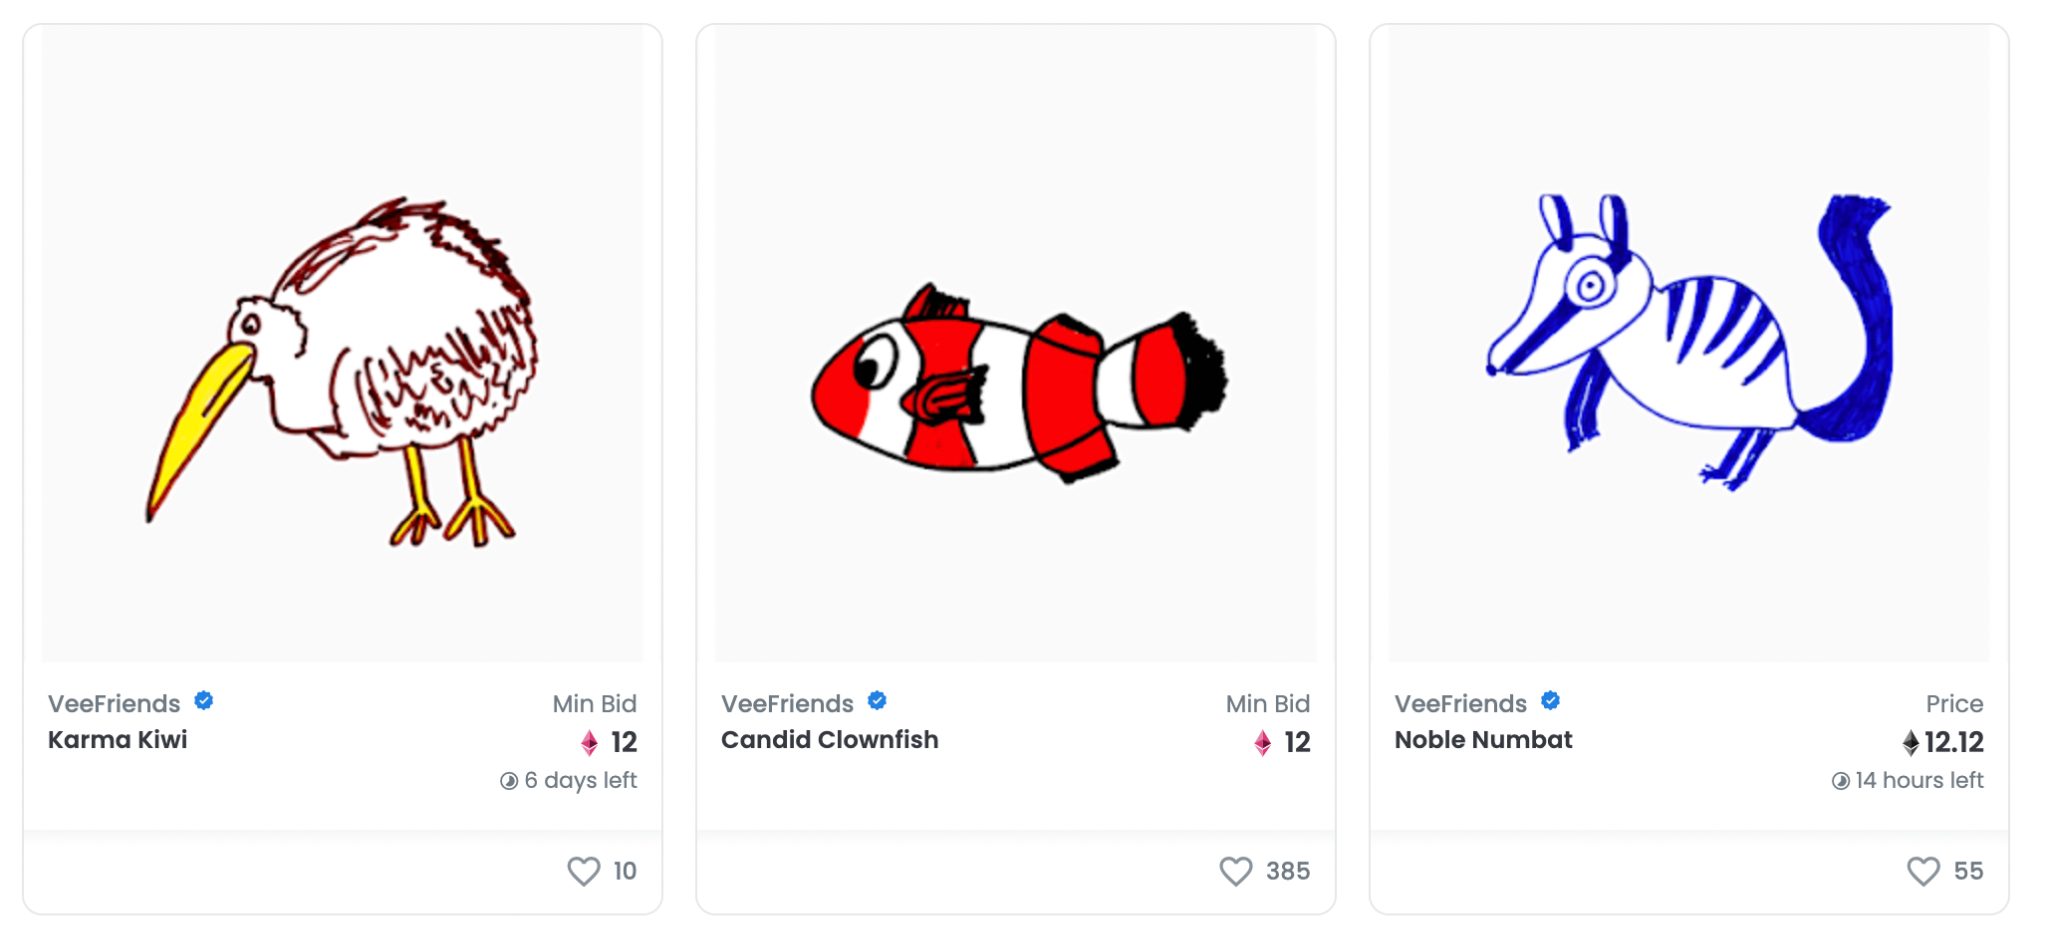 VeeFriends
Min Bid
Karma Kiwi
12
6 days left
10
VeeFriends
Min Bid
Candid Clownfish
12
385
VeeFriends
Price
Noble Numbat
12.12
14 hours left
55